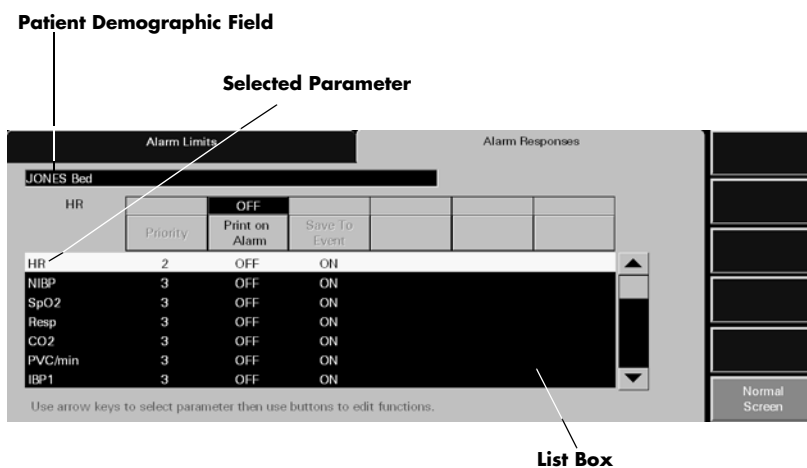 Patient Demographic Field
Selected Parameter
Alarm Limits
Alarm Responses
JONES Bed
HR OFF
Priority Print on Alarm Save To Event
HR 2 OFF ON
NIBP 3 OFF ON
SpO2 3 OFF ON
Resp 3 OFF ON
CO2 3 OFF ON
PVC/min 3 OFF ON
IBP1 3 OFF ON
Use arrow keys to select parameter then use buttons to edit functions.
Normal
Screen
List Box